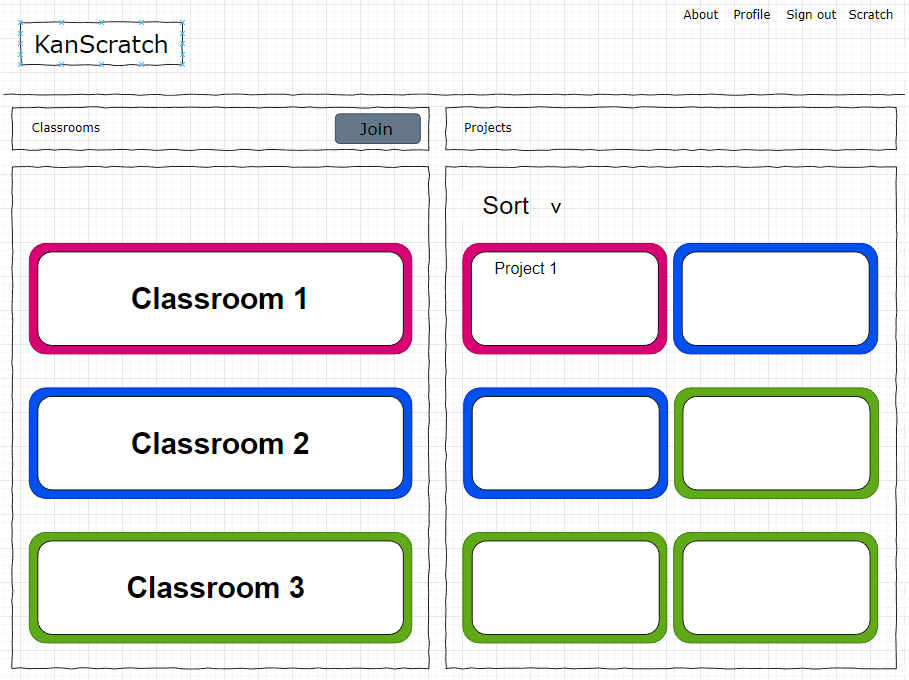 About Profile Sign out Scratch
KanScratch
Classrooms
Join
Projects
Sort v
Classroom 1
Project 1
Classroom 2
Classroom 3